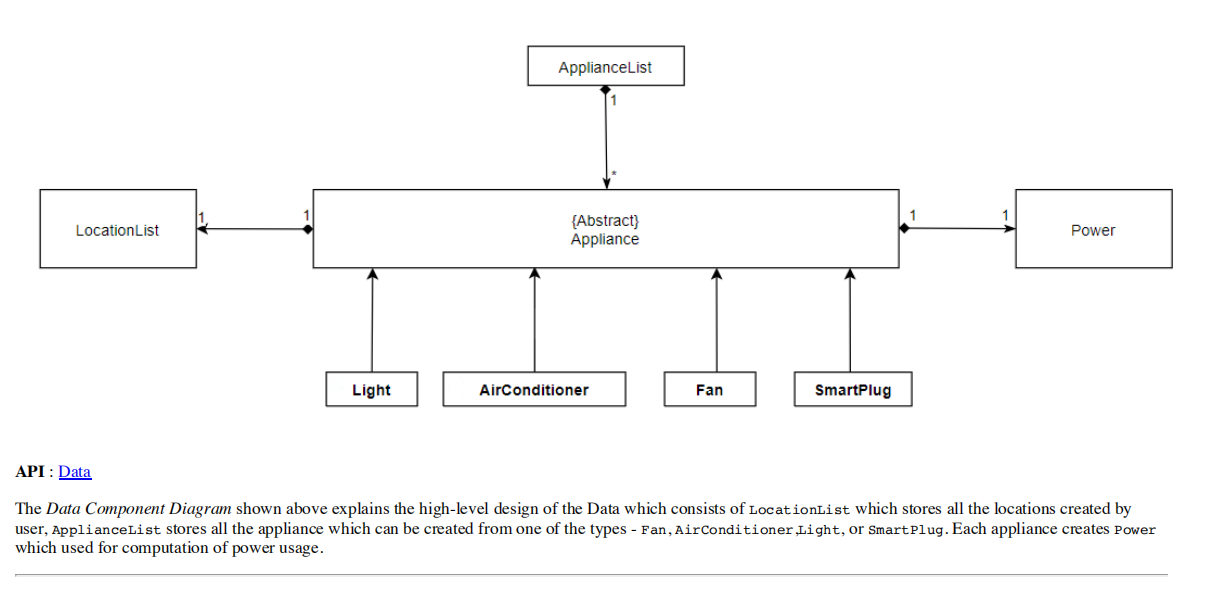 ApplianceList
1
*
LocationList
1
1
{Abstract}
Appliance
1
1
Power
Light
AirConditioner
Fan
SmartPlug
API : Data
The Data Component Diagram shown above explains the high-level design of the Data which consists of LocationList which stores all the locations created by
user, ApplianceList stores all the appliance which can be created from one of the types - Fan, AirConditioner,Light, or SmartPlug. Each appliance creates Power
which used for computation of power usage.